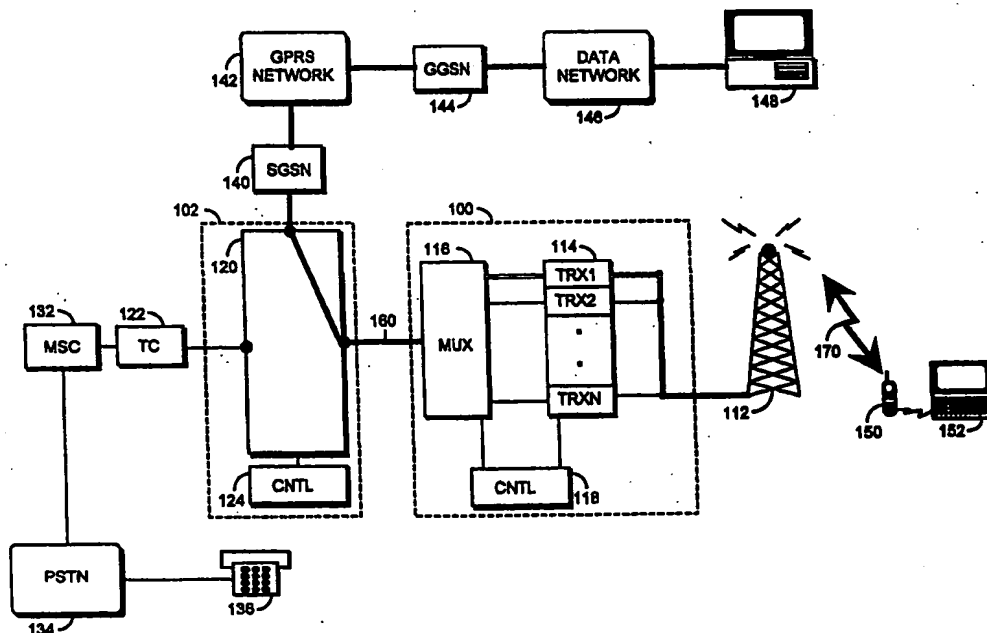 GPRS
NETWORK
142
GGSN
144
DATA
NETWORK
146
148
SGSN
140
102
120
100
116
114
TRX1
TRX2
TRXN
MUX
160
132
MSC
122
TC
112
170
150
152
124
CNTL
CNTL
118
PSTN
134
136